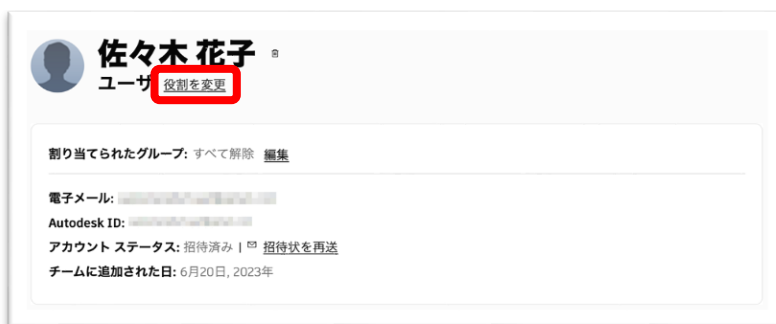 佐々木 花子
ユーザ 役割を変更
割り当てられたグループ: すべて解除 編集
電子メール:
Autodesk ID:
アカウント ステータス: 招待済み | 招待状を再送
チームに追加された日: 6月20日, 2023年